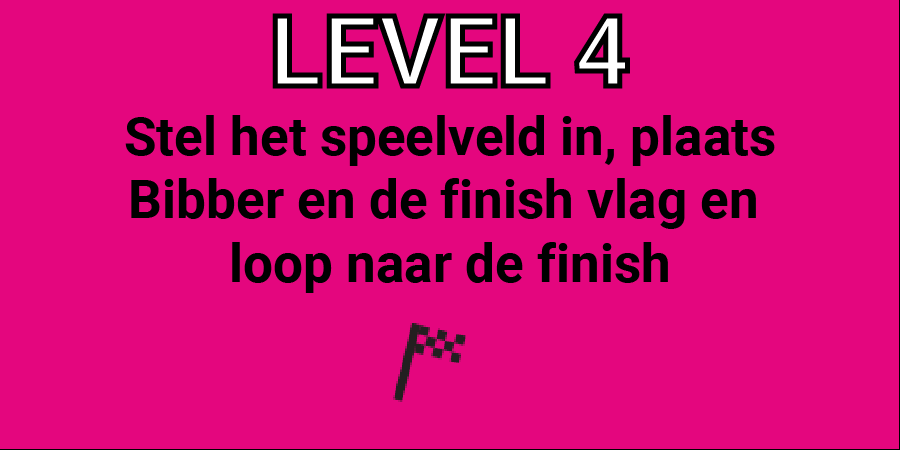 LEVEL 4
Stel het speelveld in, plaats
Bibber en de finish vlag en
loop naar de finish